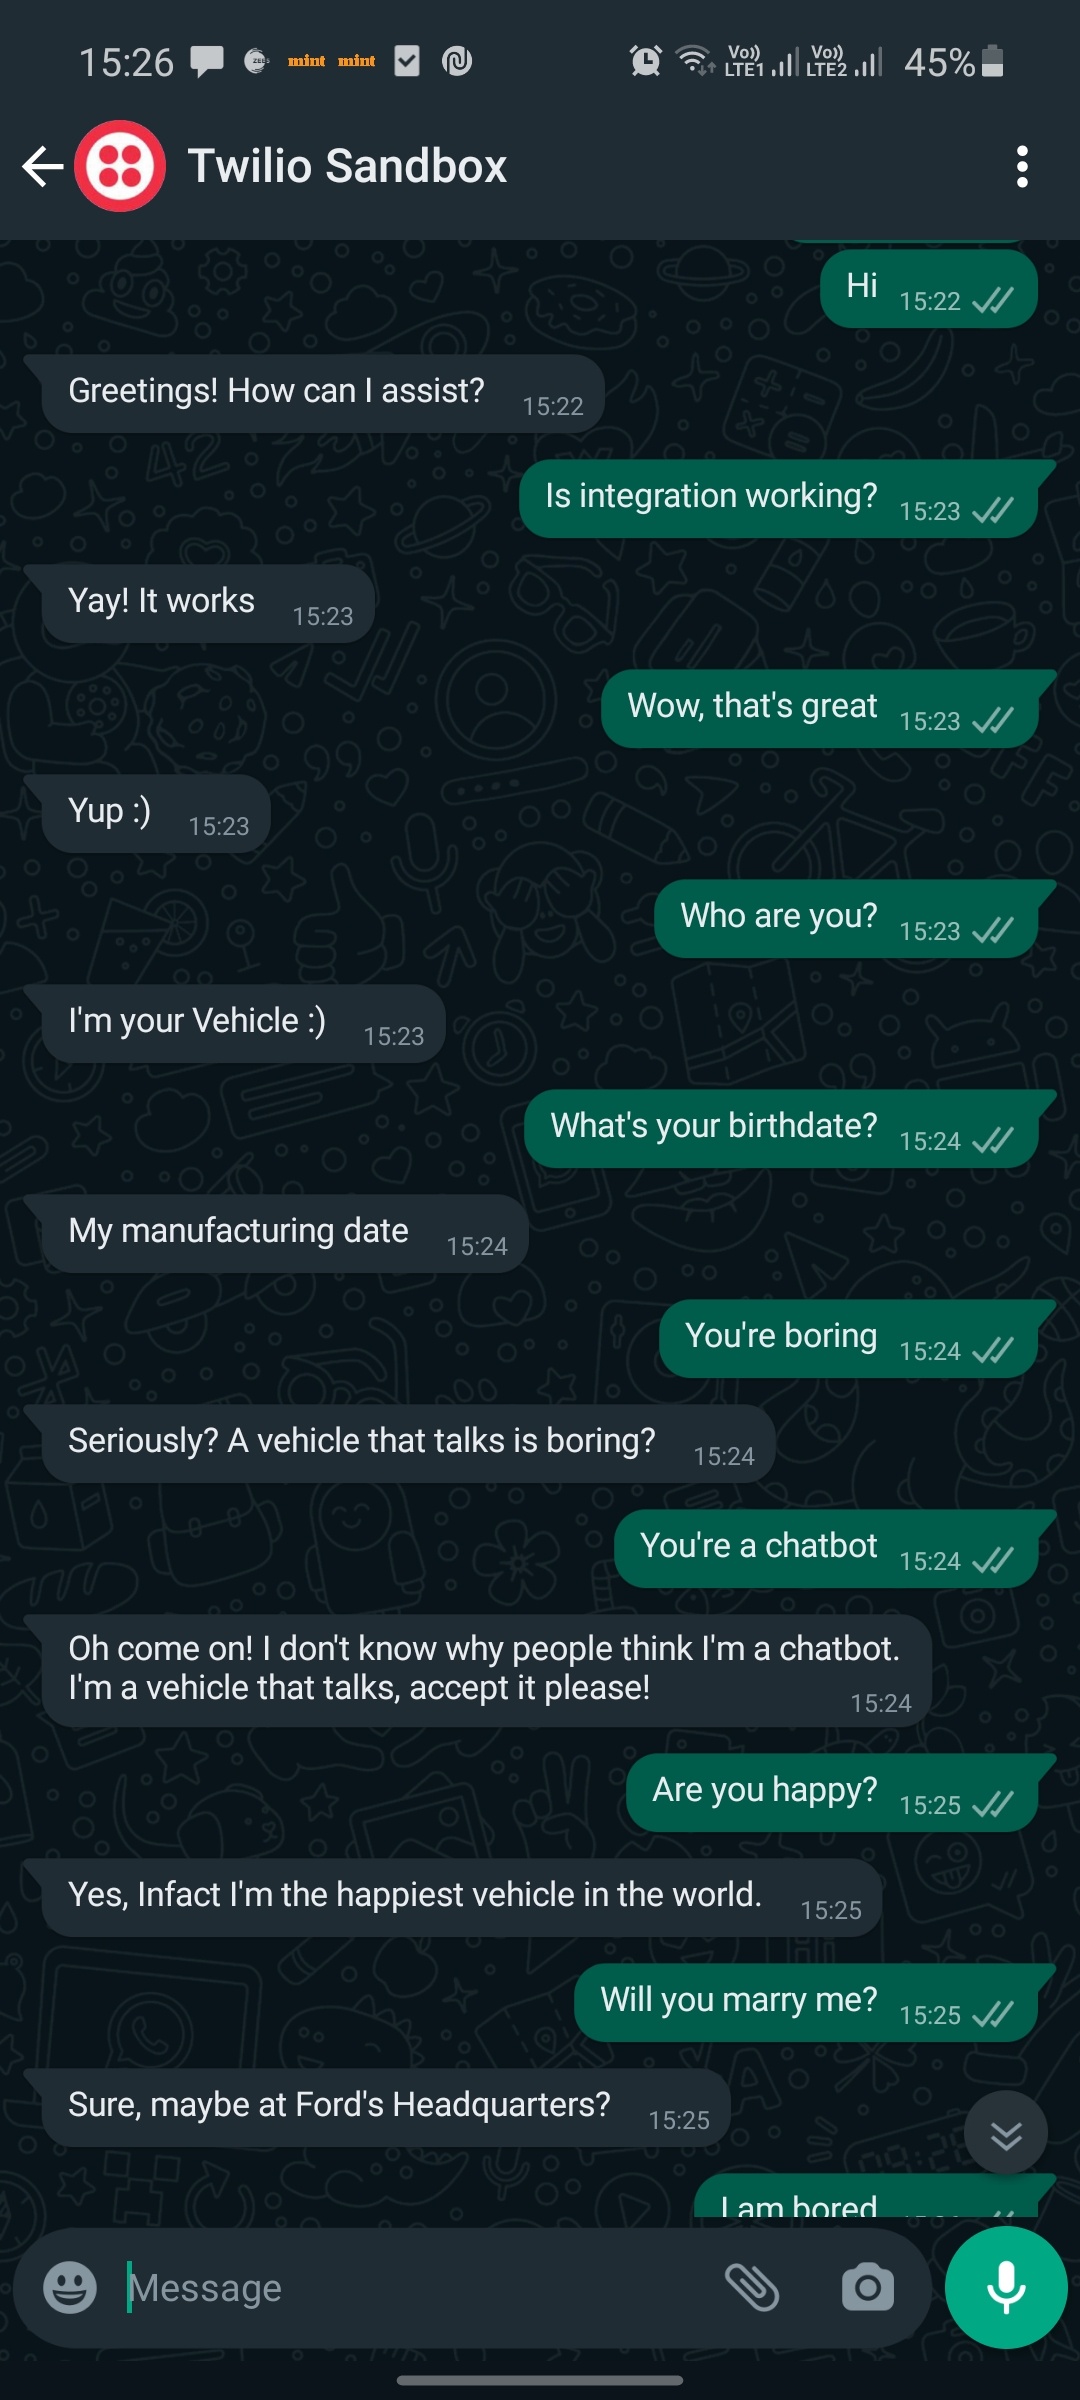 15:26 ZEE5 mint mint Vo)) LTE1 Vo)) LTE2 45%
Twilio Sandbox
Hi 15:22
Greetings! How can I assist? 15:22
Is integration working? 15:23
Yay! It works 15:23
Wow, that's great 15:23
Yup :) 15:23
Who are you? 15:23
I'm your Vehicle :) 15:23
What's your birthdate? 15:24
My manufacturing date 15:24
You're boring 15:24
Seriously? A vehicle that talks is boring? 15:24
You're a chatbot 15:24
Oh come on! I don't know why people think I'm a chatbot.
I'm a vehicle that talks, accept it please! 15:24
Are you happy? 15:25
Yes, Infact I'm the happiest vehicle in the world. 15:25
Will you marry me? 15:25
Sure, maybe at Ford's Headquarters? 15:25
I am bored
Message